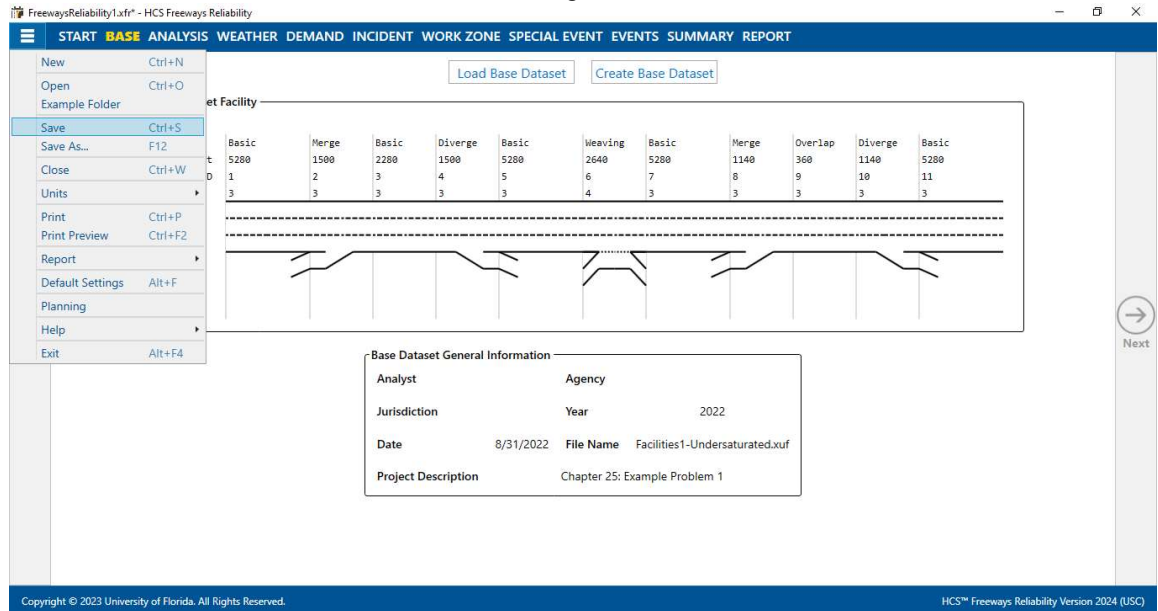 FreewaysReliability1.xfr* - HCS Freeways Reliability
START BASE ANALYSIS WEATHER DEMAND INCIDENT WORK ZONE SPECIAL EVENT EVENTS SUMMARY REPORT
New Ctrl+N
Open Ctrl+O
Example Folder
Save Ctrl+S
Save As... F12
Close Ctrl+W
Units
Print Ctrl+P
Print Preview Ctrl+F2
Report
Default Settings Alt+F
Planning
Help
Exit Alt+F4
Load Base Dataset Create Base Dataset
et Facility
Basic Merge Basic Diverge Basic Weaving Basic Merge Overlap Diverge Basic
t 5280 1500 2280 1500 5280 2640 5280 1140 360 1140 5280
D 1 2 3 4 5 6 7 8 9 10 11
3 3 3 3 3 4 3 3 3 3 3
Next
Base Dataset General Information
Analyst Agency
Jurisdiction Year 2022
Date 8/31/2022 File Name Facilities1-Undersaturated.xuf
Project Description Chapter 25: Example Problem 1
Copyright © 2023 University of Florida. All Rights Reserved. HCS™ Freeways Reliability Version 2024 (USC)